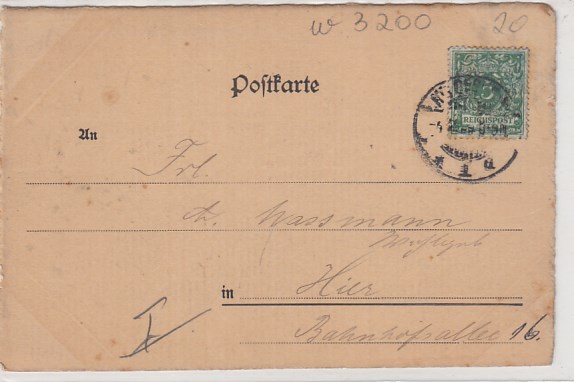 w 3200 20
Postkarte
REICHSPOST
An
Frl.
A. Wassmann
in Hier
Bahnhofsallee 16.